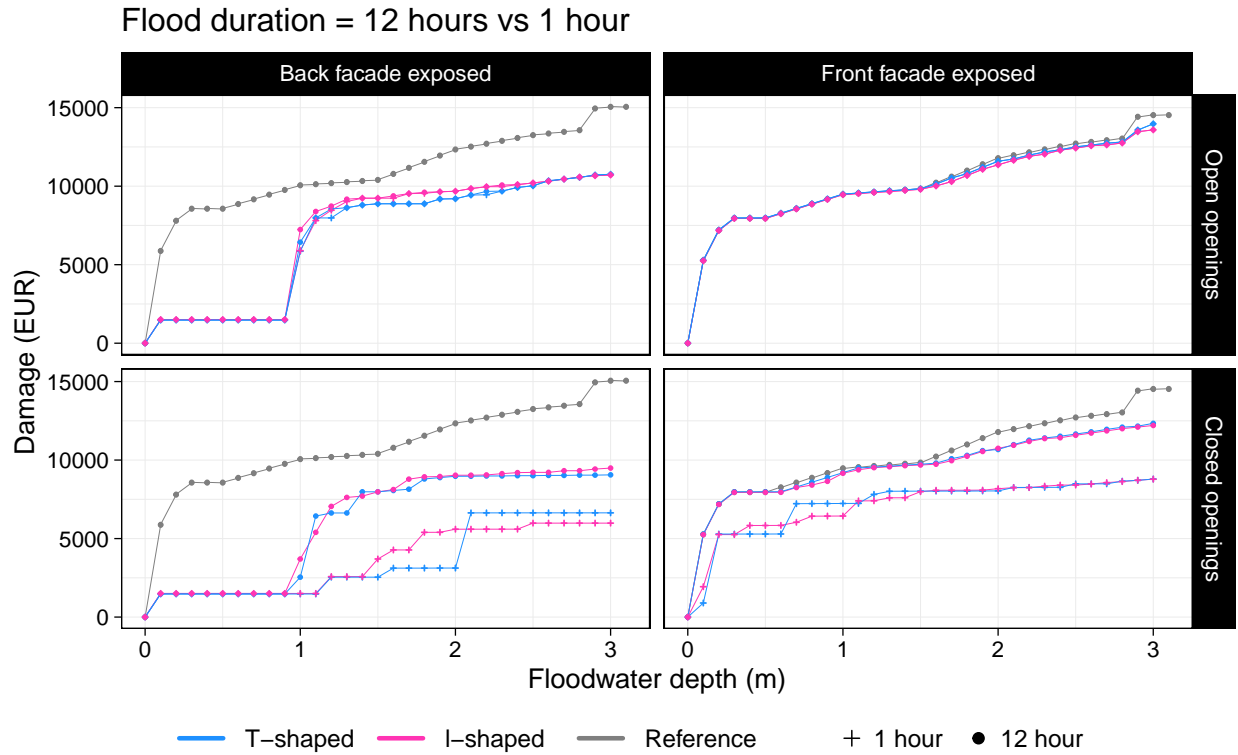 Flood duration = 12 hours vs 1 hour
Back facade exposed
Front facade exposed
Damage (EUR)
15000
10000
5000
0
Open openings
15000
10000
5000
0
Closed openings
0 1 2 3
0 1 2 3
Floodwater depth (m)
T−shaped I−shaped Reference 1 hour 12 hour